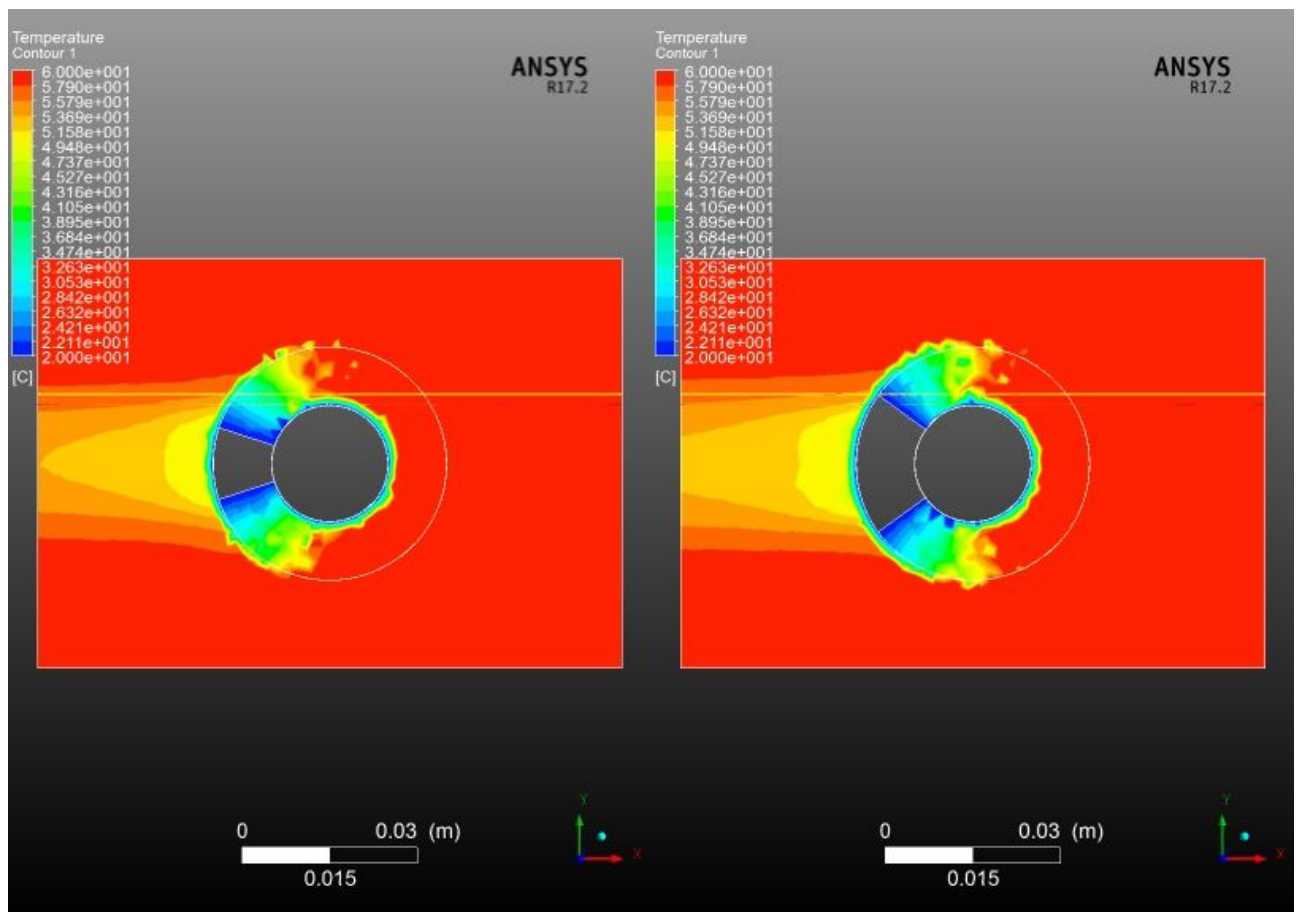 Temperature
Contour 1
6.000e+001
5.790e+001
5.579e+001
5.369e+001
5.158e+001
4.948e+001
4.737e+001
4.527e+001
4.316e+001
4.105e+001
3.895e+001
3.684e+001
3.474e+001
3.263e+001
3.053e+001
2.842e+001
2.632e+001
2.421e+001
2.211e+001
2.000e+001
[C]
ANSYS
R17.2
0 0.03 (m)
0.015
Y
X
Temperature
Contour 1
6.000e+001
5.790e+001
5.579e+001
5.369e+001
5.158e+001
4.948e+001
4.737e+001
4.527e+001
4.316e+001
4.105e+001
3.895e+001
3.684e+001
3.474e+001
3.263e+001
3.053e+001
2.842e+001
2.632e+001
2.421e+001
2.211e+001
2.000e+001
[C]
ANSYS
R17.2
0 0.03 (m)
0.015
Y
X